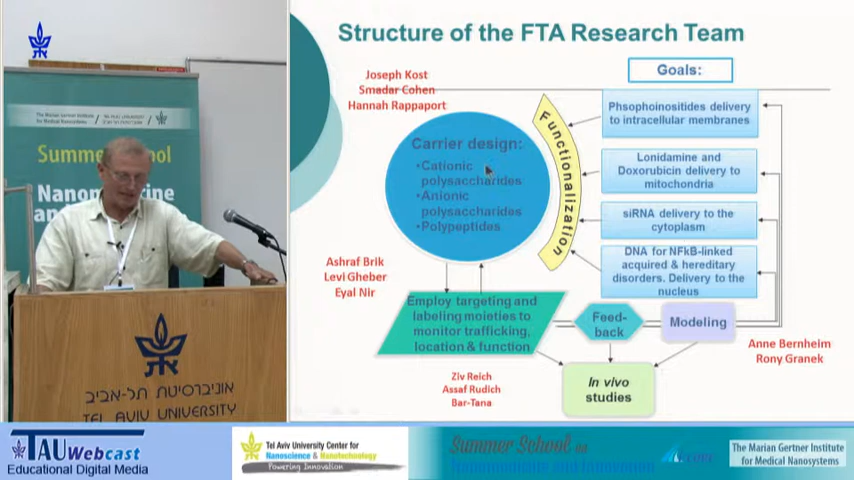 Structure of the FTA Research Team
Joseph Kost
Smadar Cohen
Hannah Rappaport
Goals:
Carrier design:
•Cationic
polysaccharides
•Anionic
polysaccharides
•Polypeptides
Functionalization
Phsophoinositides delivery
to intracellular membranes
Lonidamine and
Doxorubicin delivery to
mitochondria
siRNA delivery to the
cytoplasm
DNA for NFkB-linked
acquired & hereditary
disorders. Delivery to the
nucleus
Ashraf Brik
Levi Gheber
Eyal Nir
Employ targeting and
labeling moieties to
monitor trafficking,
location & function
Feed-
back
Modeling
Anne Bernheim
Rony Granek
Ziv Reich
Assaf Rudich
Bar-Tana
In vivo
studies
The Marian Gertner Institute
for Medical Nanosystems
Summer School
אוניברסיטת תל-אביב
TEL AVIV UNIVERSITY
TAU Webcast
Educational Digital Media
Tel Aviv University Center for
Nanoscience & Nanotechnology
Powering Innovation
Summer School on
The Marian Gertner Institute
for Medical Nanosystems